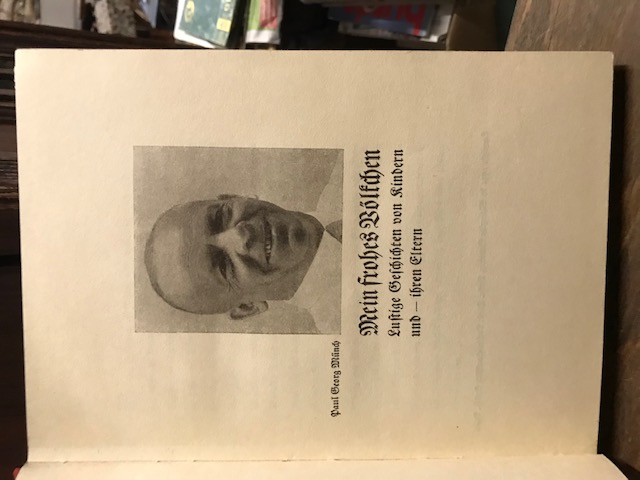 Paul Georg Münch
Mein frohes Völkchen
Lustige Geschichten von Kindern
und — ihren Eltern